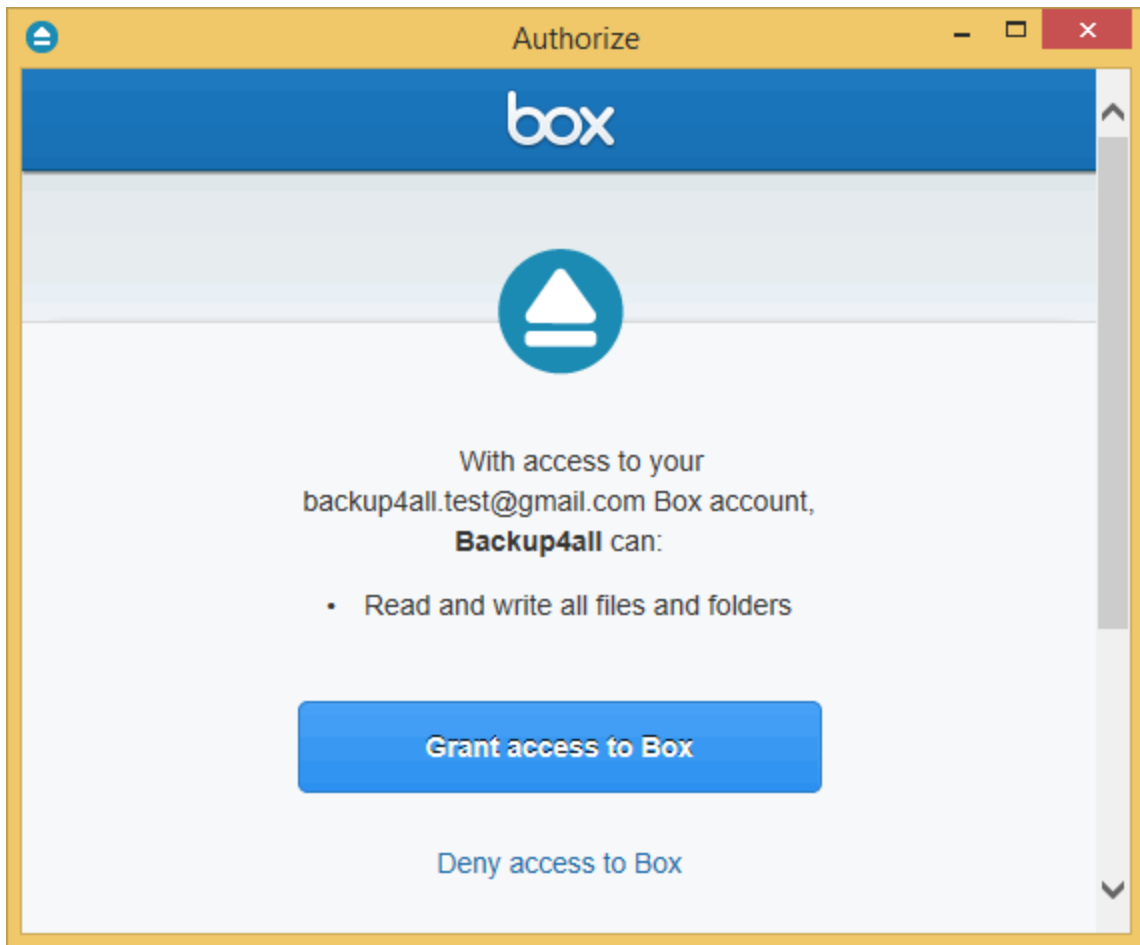 Authorize
box
With access to your
backup4all.test@gmail.com Box account,
Backup4all can:
• Read and write all files and folders
Grant access to Box
Deny access to Box